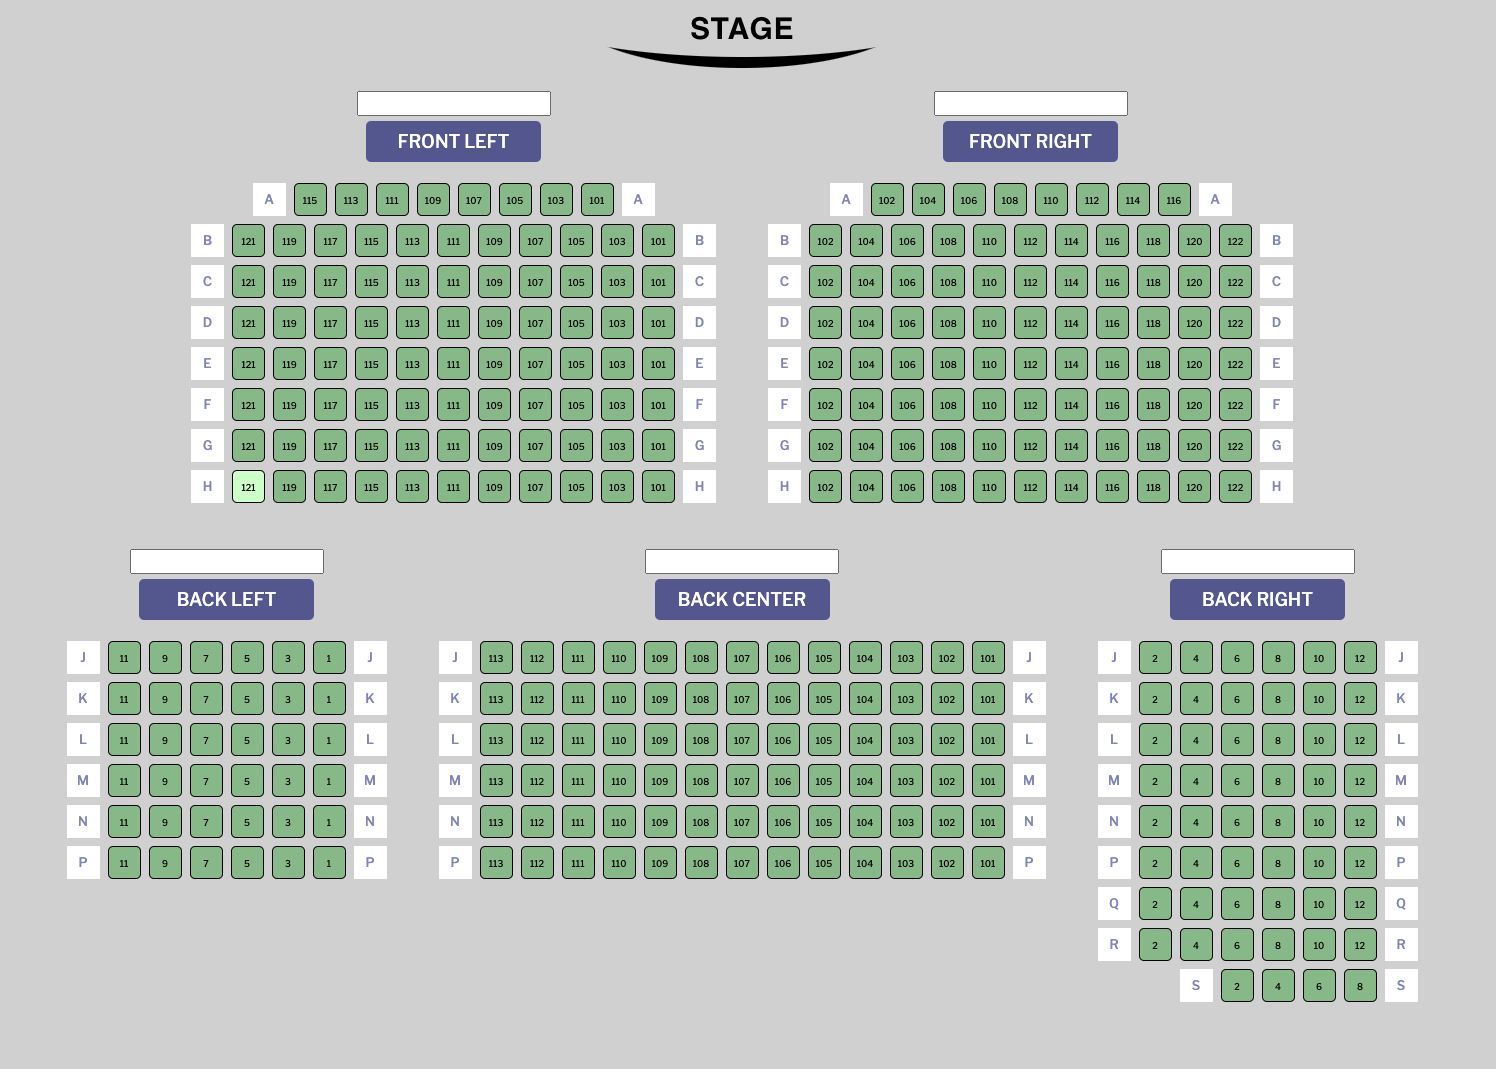 STAGE
FRONT LEFT
A 115 113 111 109 107 105 103 101 A
B 121 119 117 115 113 111 109 107 105 103 101 B
C 121 119 117 115 113 111 109 107 105 103 101 C
D 121 119 117 115 113 111 109 107 105 103 101 D
E 121 119 117 115 113 111 109 107 105 103 101 E
F 121 119 117 115 113 111 109 107 105 103 101 F
G 121 119 117 115 113 111 109 107 105 103 101 G
H 121 119 117 115 113 111 109 107 105 103 101 H
FRONT RIGHT
A 102 104 106 108 110 112 114 116 A
B 102 104 106 108 110 112 114 116 118 120 122 B
C 102 104 106 108 110 112 114 116 118 120 122 C
D 102 104 106 108 110 112 114 116 118 120 122 D
E 102 104 106 108 110 112 114 116 118 120 122 E
F 102 104 106 108 110 112 114 116 118 120 122 F
G 102 104 106 108 110 112 114 116 118 120 122 G
H 102 104 106 108 110 112 114 116 118 120 122 H
BACK LEFT
J 11 9 7 5 3 1 J
K 11 9 7 5 3 1 K
L 11 9 7 5 3 1 L
M 11 9 7 5 3 1 M
N 11 9 7 5 3 1 N
P 11 9 7 5 3 1 P
BACK CENTER
J 113 112 111 110 109 108 107 106 105 104 103 102 101 J
K 113 112 111 110 109 108 107 106 105 104 103 102 101 K
L 113 112 111 110 109 108 107 106 105 104 103 102 101 L
M 113 112 111 110 109 108 107 106 105 104 103 102 101 M
N 113 112 111 110 109 108 107 106 105 104 103 102 101 N
P 113 112 111 110 109 108 107 106 105 104 103 102 101 P
BACK RIGHT
J 2 4 6 8 10 12 J
K 2 4 6 8 10 12 K
L 2 4 6 8 10 12 L
M 2 4 6 8 10 12 M
N 2 4 6 8 10 12 N
P 2 4 6 8 10 12 P
Q 2 4 6 8 10 12 Q
R 2 4 6 8 10 12 R
S 2 4 6 8 S